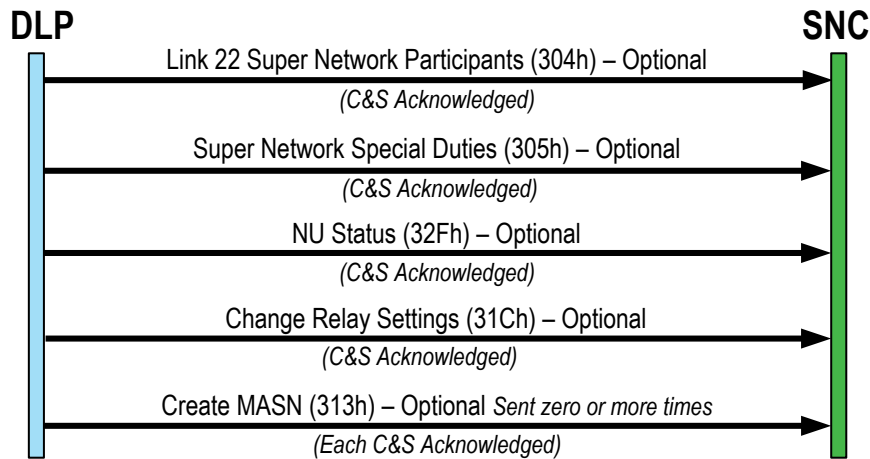 DLP SNC
Link 22 Super Network Participants (304h) – Optional
(C&S Acknowledged)
Super Network Special Duties (305h) – Optional
(C&S Acknowledged)
NU Status (32Fh) – Optional
(C&S Acknowledged)
Change Relay Settings (31Ch) – Optional
(C&S Acknowledged)
Create MASN (313h) – Optional Sent zero or more times
(Each C&S Acknowledged)